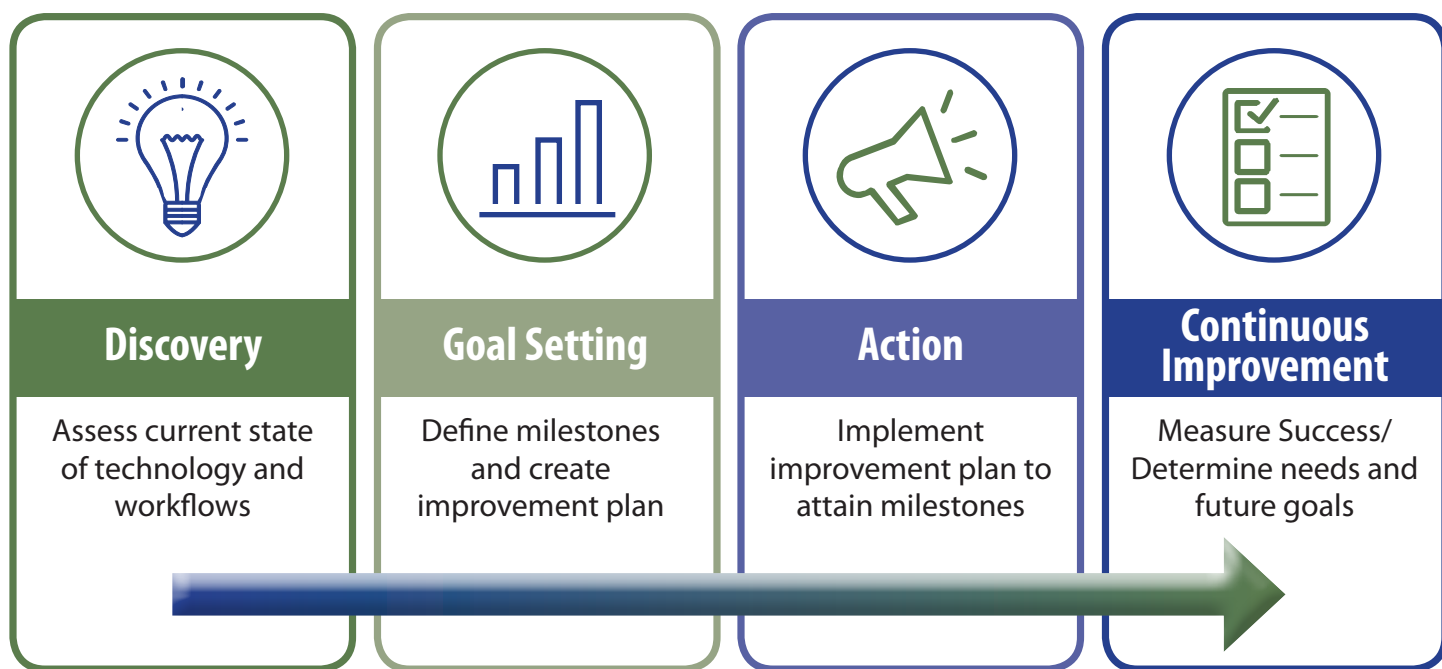 Discovery
Assess current state
of technology and
workflows
Goal Setting
Define milestones
and create
improvement plan
Action
Implement
improvement plan to
attain milestones
Continuous
Improvement
Measure Success/
Determine needs and
future goals